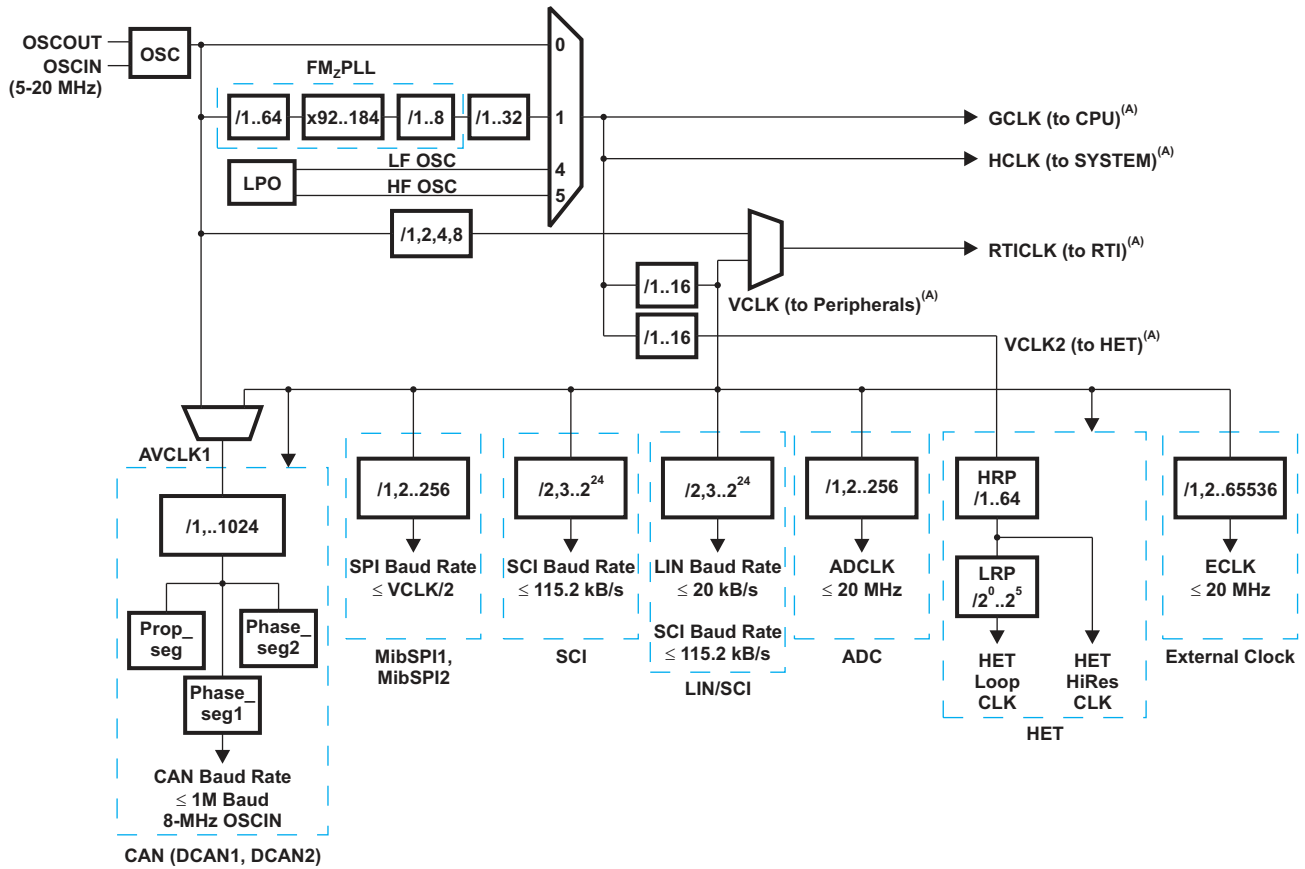 OSCOUT
OSCIN
(5-20 MHz)
OSC
FMzPLL
/1..64
x92..184
/1..8
/1..32
0
1
4
5
LPO
LF OSC
HF OSC
GCLK (to CPU)(A)
HCLK (to SYSTEM)(A)
/1,2,4,8
RTICLK (to RTI)(A)
/1..16
VCLK (to Peripherals)(A)
/1..16
VCLK2 (to HET)(A)
AVCLK1
/1,..1024
Prop_
seg
Phase_
seg2
Phase_
seg1
CAN Baud Rate
≤ 1M Baud
8-MHz OSCIN
CAN (DCAN1, DCAN2)
/1,2..256
SPI Baud Rate
≤ VCLK/2
MibSPI1,
MibSPI2
/2,3..2^24
SCI Baud Rate
≤ 115.2 kB/s
SCI
/2,3..2^24
LIN Baud Rate
≤ 20 kB/s
SCI Baud Rate
≤ 115.2 kB/s
LIN/SCI
/1,2..256
ADCLK
≤ 20 MHz
ADC
HRP
/1..64
LRP
/2^0..2^5
HET
Loop
CLK
HET
HiRes
CLK
HET
/1,2..65536
ECLK
≤ 20 MHz
External Clock